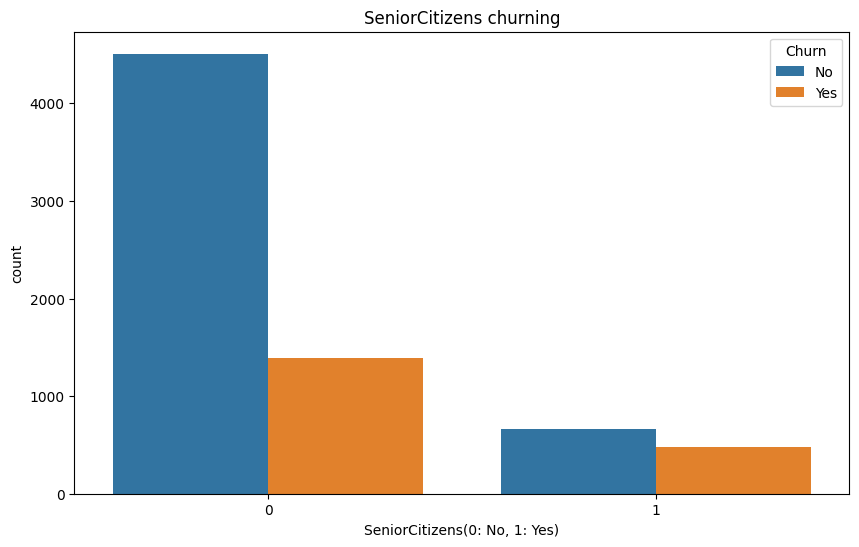 SeniorCitizens churning
Churn
No
Yes
4000
3000
2000
1000
0
count
0
1
SeniorCitizens(0: No, 1: Yes)